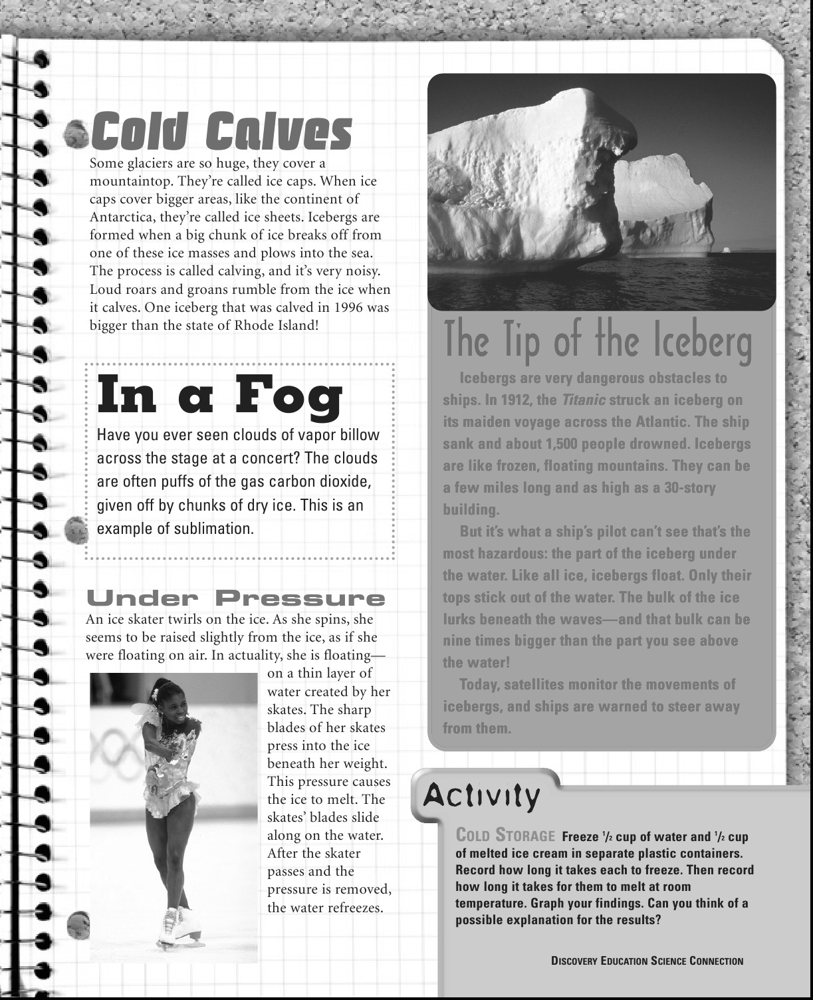 Cold Calves
Some glaciers are so huge, they cover a
mountaintop. They're called ice caps. When ice
caps cover bigger areas, like the continent of
Antarctica, they're called ice sheets. Icebergs are
formed when a big chunk of ice breaks off from
one of these ice masses and plows into the sea.
The process is called calving, and it's very noisy.
Loud roars and groans rumble from the ice when
it calves. One iceberg that was calved in 1996 was
bigger than the state of Rhode Island!
In a Fog
Have you ever seen clouds of vapor billow
across the stage at a concert? The clouds
are often puffs of the gas carbon dioxide,
given off by chunks of dry ice. This is an
example of sublimation.
Under Pressure
An ice skater twirls on the ice. As she spins, she
seems to be raised slightly from the ice, as if she
were floating on air. In actuality, she is floating—
on a thin layer of
water created by her
skates. The sharp
blades of her skates
press into the ice
beneath her weight.
This pressure causes
the ice to melt. The
skates' blades slide
along on the water.
After the skater
passes and the
pressure is removed,
the water refreezes.
The Tip of the Iceberg
Icebergs are very dangerous obstacles to
ships. In 1912, the Titanic struck an iceberg on
its maiden voyage across the Atlantic. The ship
sank and about 1,500 people drowned. Icebergs
are like frozen, floating mountains. They can be
a few miles long and as high as a 30-story
building.
But it's what a ship's pilot can't see that's the
most hazardous: the part of the iceberg under
the water. Like all ice, icebergs float. Only their
tops stick out of the water. The bulk of the ice
lurks beneath the waves—and that bulk can be
nine times bigger than the part you see above
the water!
Today, satellites monitor the movements of
icebergs, and ships are warned to steer away
from them.
Activity
COLD STORAGE Freeze 1/2 cup of water and 1/2 cup
of melted ice cream in separate plastic containers.
Record how long it takes each to freeze. Then record
how long it takes for them to melt at room
temperature. Graph your findings. Can you think of a
possible explanation for the results?
DISCOVERY EDUCATION SCIENCE CONNECTION